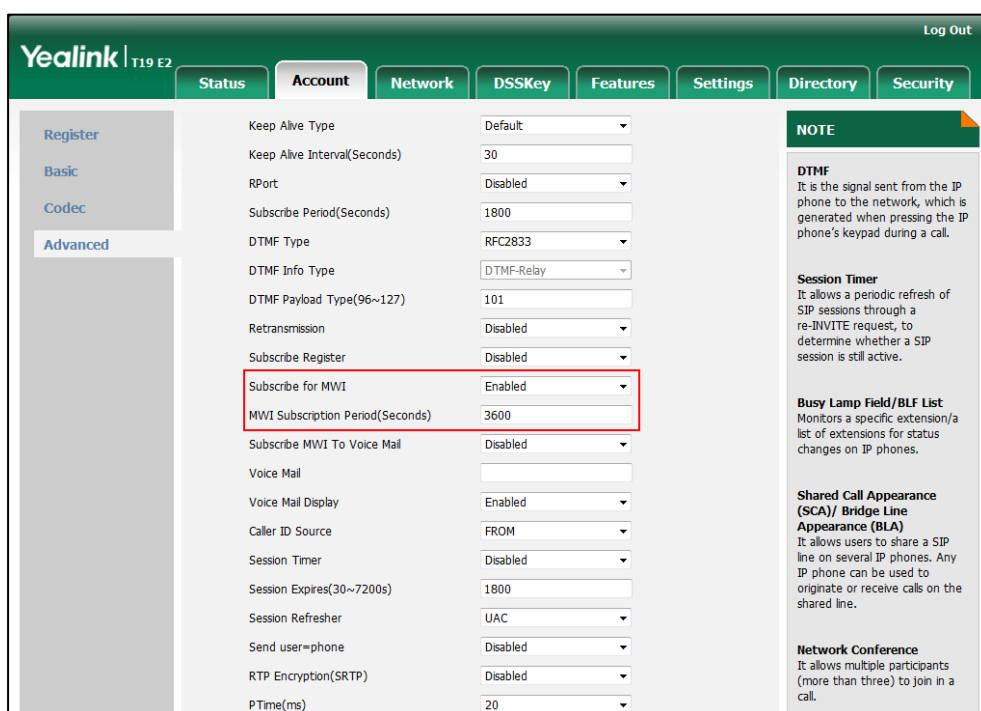 Log Out
Yealink T19 E2
Status Account Network DSSKey Features Settings Directory Security
Register
Basic
Codec
Advanced
Keep Alive Type Default
Keep Alive Interval(Seconds) 30
RPort Disabled
Subscribe Period(Seconds) 1800
DTMF Type RFC2833
DTMF Info Type DTMF-Relay
DTMF Payload Type(96~127) 101
Retransmission Disabled
Subscribe Register Disabled
Subscribe for MWI Enabled
MWI Subscription Period(Seconds) 3600
Subscribe MWI To Voice Mail Disabled
Voice Mail
Voice Mail Display Enabled
Caller ID Source FROM
Session Timer Disabled
Session Expires(30~7200s) 1800
Session Refresher UAC
Send user=phone Disabled
RTP Encryption(SRTP) Disabled
PTime(ms) 20
NOTE
DTMF
It is the signal sent from the IP
phone to the network, which is
generated when pressing the IP
phone's keypad during a call.
Session Timer
It allows a periodic refresh of
SIP sessions through a
re-INVITE request, to
determine whether a SIP
session is still active.
Busy Lamp Field/BLF List
Monitors a specific extension/a
list of extensions for status
changes on IP phones.
Shared Call Appearance
(SCA)/ Bridge Line
Appearance (BLA)
It allows users to share a SIP
line on several IP phones. Any
IP phone can be used to
originate or receive calls on the
shared line.
Network Conference
It allows multiple participants
(more than three) to join in a
call.